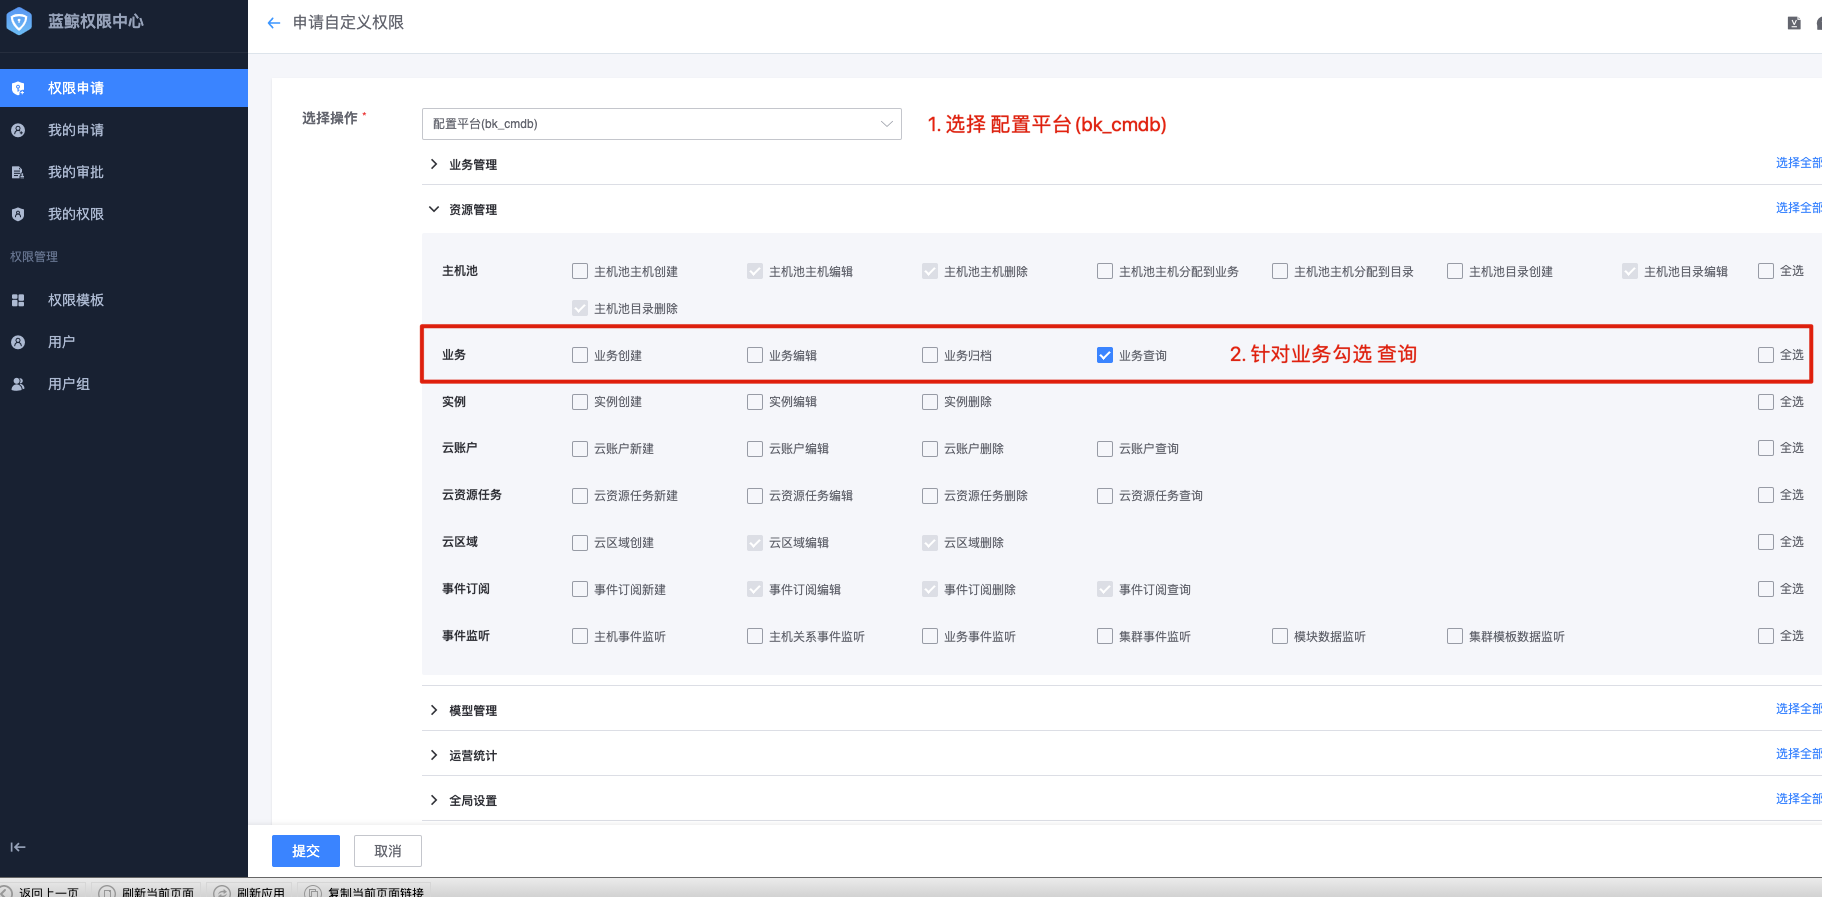 蓝鲸权限中心
申请自定义权限
权限申请
我的申请
我的审批
我的权限
权限管理
权限模板
用户
用户组
选择操作 *
配置平台(bk_cmdb)
1. 选择 配置平台(bk_cmdb)
业务管理
选择全部
资源管理
选择全部
主机池
主机池主机创建
主机池主机编辑
主机池主机删除
主机池主机分配到业务
主机池主机分配到目录
主机池目录创建
主机池目录编辑
全选
主机池目录删除
业务
业务创建
业务编辑
业务归档
业务查询
2. 针对业务勾选 查询
全选
实例
实例创建
实例编辑
实例删除
全选
云账户
云账户新建
云账户编辑
云账户删除
云账户查询
全选
云资源任务
云资源任务新建
云资源任务编辑
云资源任务删除
云资源任务查询
全选
云区域
云区域创建
云区域编辑
云区域删除
全选
事件订阅
事件订阅新建
事件订阅编辑
事件订阅删除
事件订阅查询
全选
事件监听
主机事件监听
主机关系事件监听
业务事件监听
集群事件监听
模块数据监听
集群模板数据监听
全选
模型管理
选择全部
运营统计
选择全部
全局设置
选择全部
提交
取消
返回上一页
刷新当前页面
刷新应用
复制当前页面链接